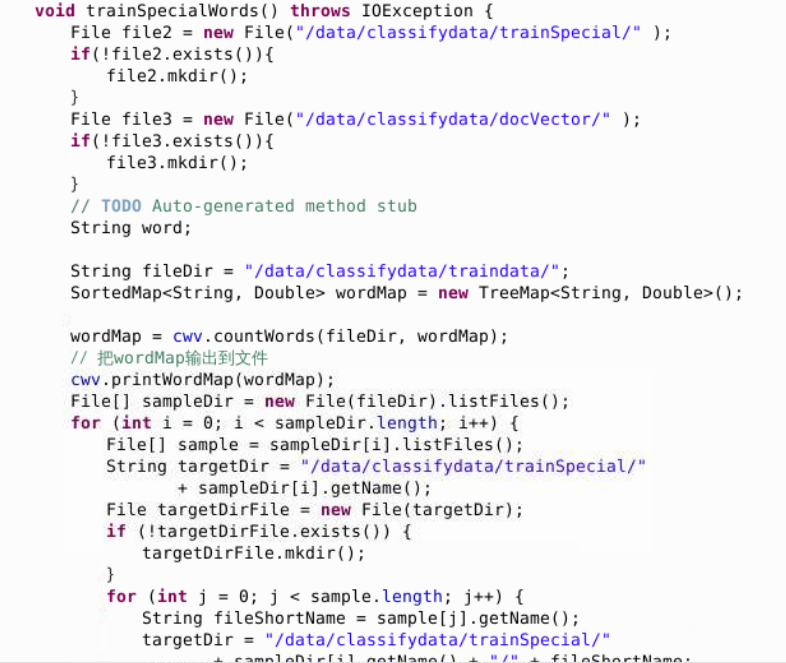 void trainSpecialWords() throws IOException {
File file2 = new File("/data/classifydata/trainSpecial/" );
if(!file2.exists()){
file2.mkdir();
}
File file3 = new File("/data/classifydata/docVector/" );
if(!file3.exists()){
file3.mkdir();
}
// TODO Auto-generated method stub
String word;
String fileDir = "/data/classifydata/traindata/";
SortedMap<String, Double> wordMap = new TreeMap<String, Double>();
wordMap = cwv.countWords(fileDir, wordMap);
// 把wordMap输出到文件
cwv.printWordMap(wordMap);
File[] sampleDir = new File(fileDir).listFiles();
for (int i = 0; i < sampleDir.length; i++) {
File[] sample = sampleDir[i].listFiles();
String targetDir = "/data/classifydata/trainSpecial/"
+ sampleDir[i].getName();
File targetDirFile = new File(targetDir);
if (!targetDirFile.exists()) {
targetDirFile.mkdir();
}
for (int j = 0; j < sample.length; j++) {
String fileShortName = sample[j].getName();
targetDir = "/data/classifydata/trainSpecial/"
+ sampleDir[i].getName() + "/" + fileShortName;